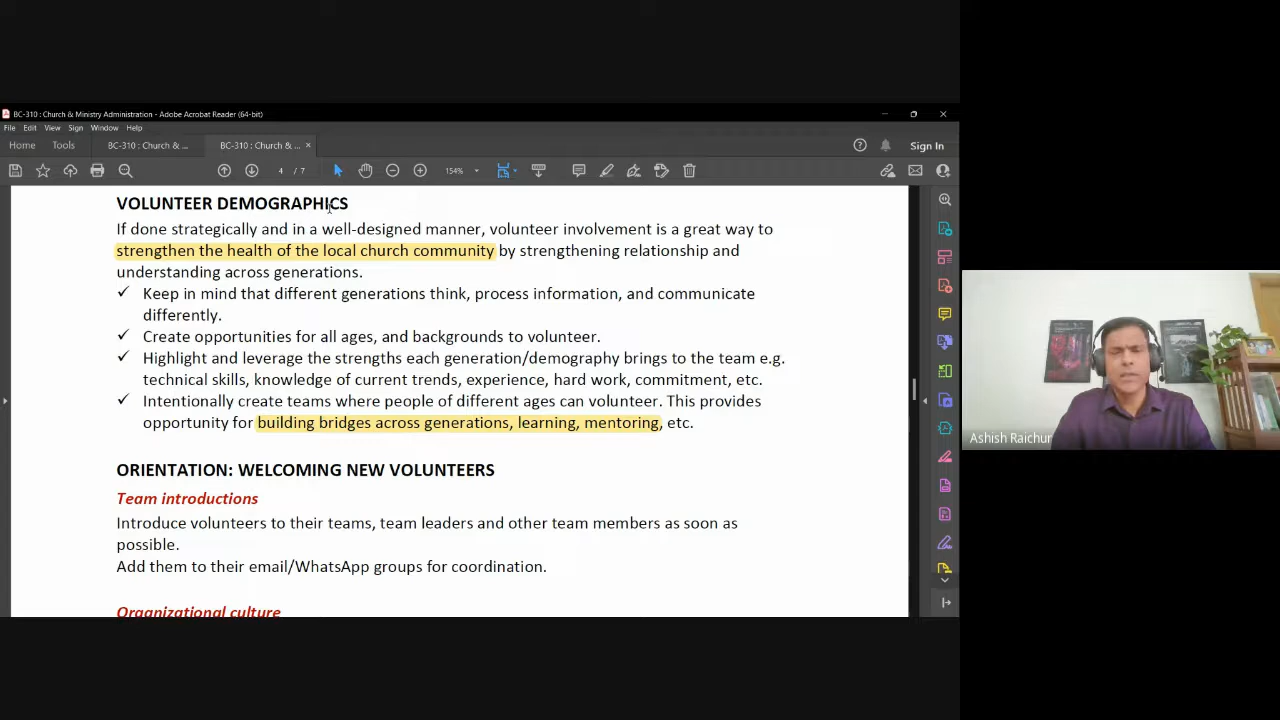 BC-310 : Church & Ministry Administration - Adobe Acrobat Reader (64-bit)
File Edit View Sign Window Help
Home Tools BC-310 : Church & ... BC-310 : Church & ... × Sign In
4 / 7 154%
VOLUNTEER DEMOGRAPHICS
If done strategically and in a well-designed manner, volunteer involvement is a great way to
strengthen the health of the local church community by strengthening relationship and
understanding across generations.
✓ Keep in mind that different generations think, process information, and communicate
differently.
✓ Create opportunities for all ages, and backgrounds to volunteer.
✓ Highlight and leverage the strengths each generation/demography brings to the team e.g.
technical skills, knowledge of current trends, experience, hard work, commitment, etc.
✓ Intentionally create teams where people of different ages can volunteer. This provides
opportunity for building bridges across generations, learning, mentoring, etc.
ORIENTATION: WELCOMING NEW VOLUNTEERS
Team introductions
Introduce volunteers to their teams, team leaders and other team members as soon as
possible.
Add them to their email/WhatsApp groups for coordination.
Organizational culture
Ashish Raichur